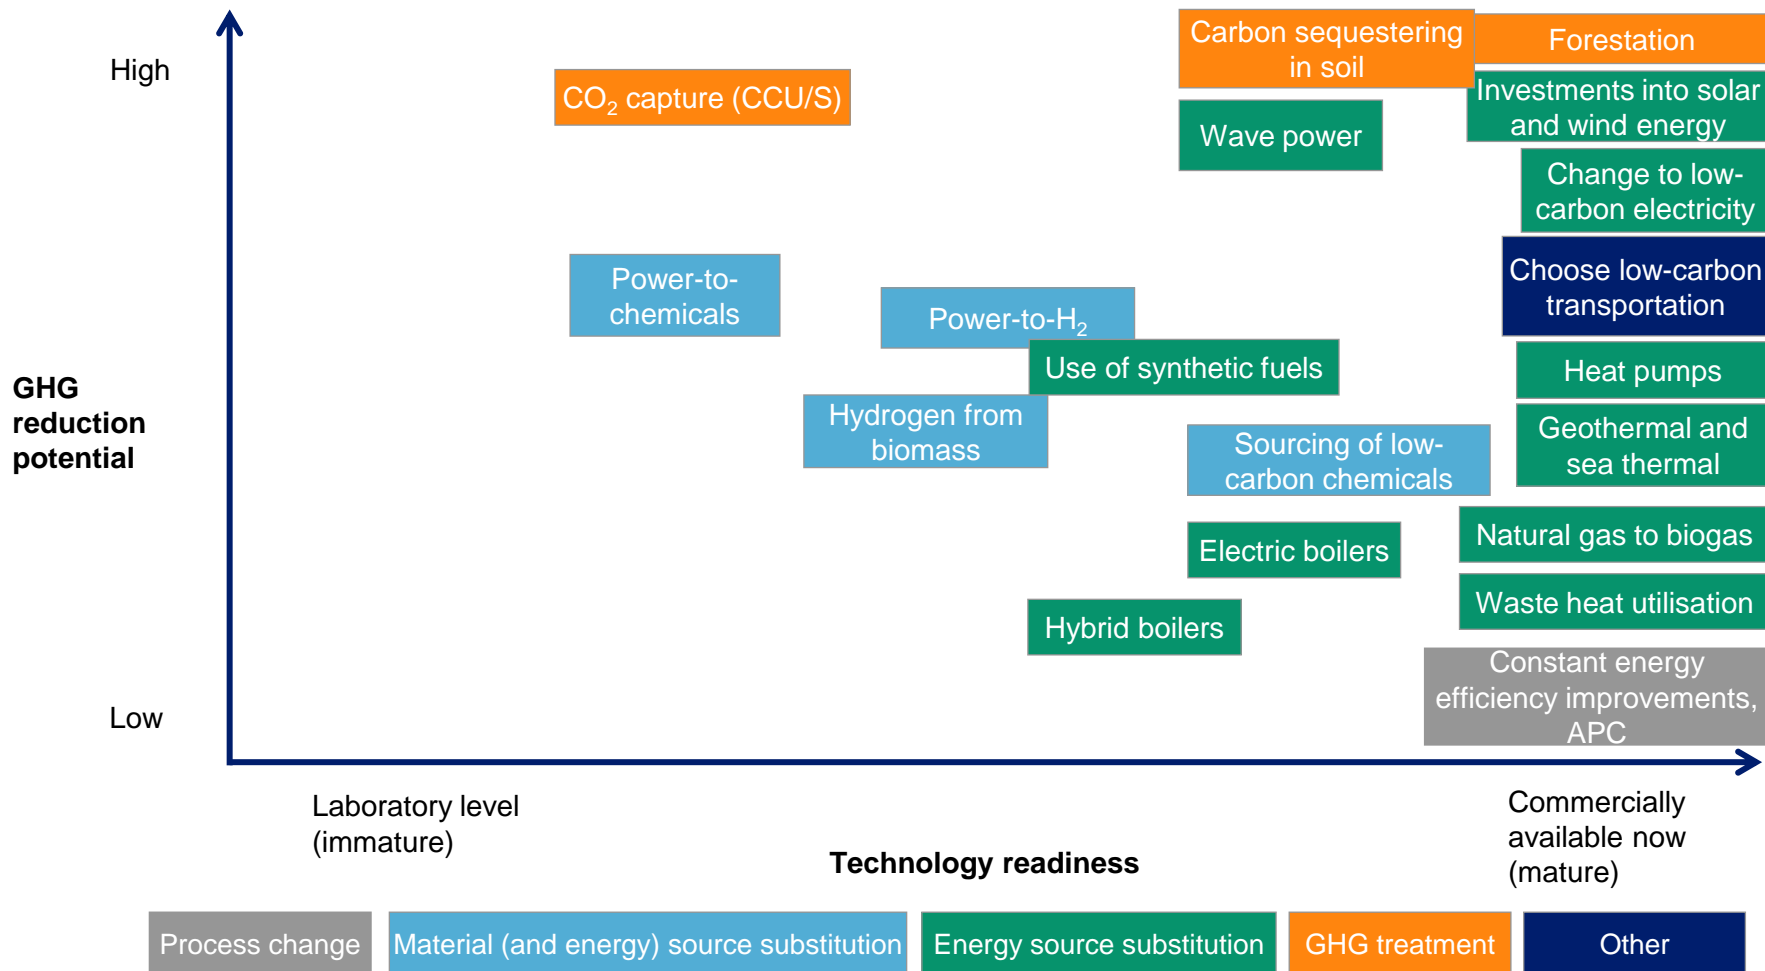 High
Carbon sequestering
in soil
Forestation
CO₂ capture (CCU/S)
Investments into solar
and wind energy
Wave power
Change to low-
carbon electricity
Power-to-
chemicals
Choose low-carbon
transportation
Power-to-H₂
Use of synthetic fuels
Heat pumps
GHG
reduction
potential
Hydrogen from
biomass
Sourcing of low-
carbon chemicals
Geothermal and
sea thermal
Electric boilers
Natural gas to biogas
Hybrid boilers
Waste heat utilisation
Constant energy
efficiency improvements,
APC
Low
Laboratory level
(immature)
Technology readiness
Commercially
available now
(mature)
Process change
Material (and energy) source substitution
Energy source substitution
GHG treatment
Other